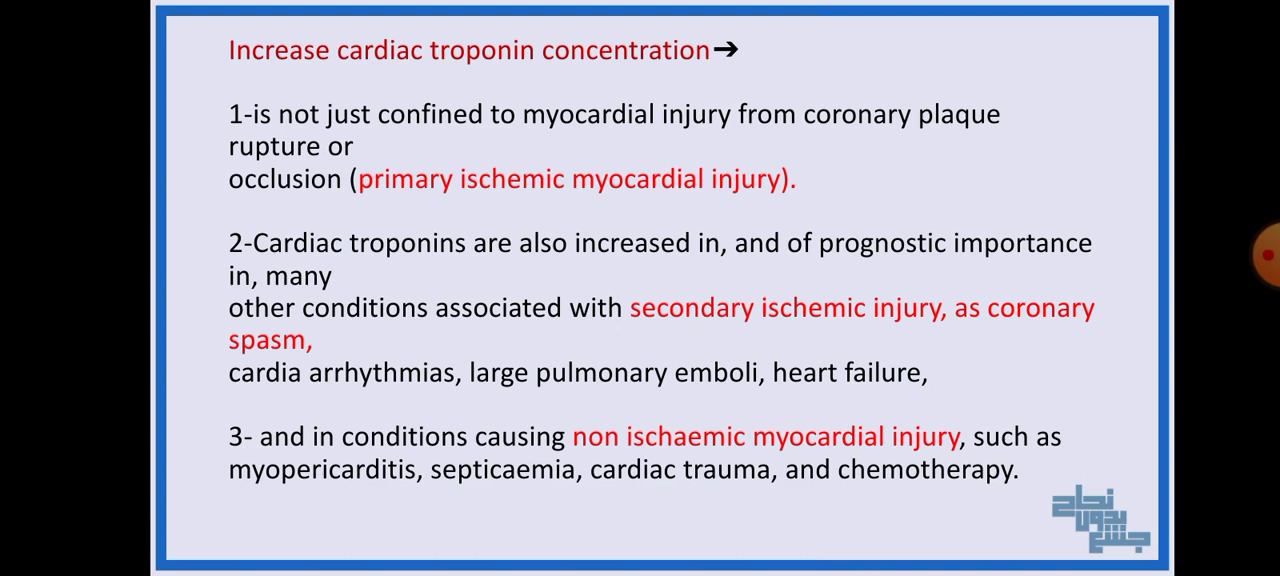 Increase cardiac troponin concentration➔
1-is not just confined to myocardial injury from coronary plaque
rupture or
occlusion (primary ischemic myocardial injury).
2-Cardiac troponins are also increased in, and of prognostic importance
in, many
other conditions associated with secondary ischemic injury, as coronary
spasm,
cardia arrhythmias, large pulmonary emboli, heart failure,
3- and in conditions causing non ischaemic myocardial injury, such as
myopericarditis, septicaemia, cardiac trauma, and chemotherapy.
نجاح
بدون
جشع